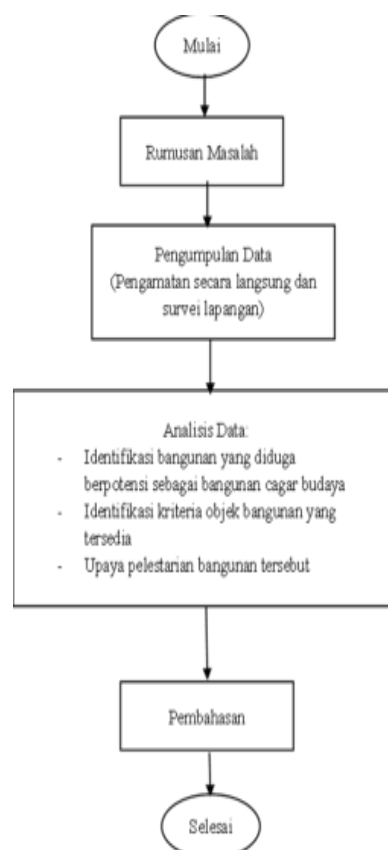 Mulai
Rumusan Masalah
Pengumpulan Data
(Pengamatan secara langsung dan
survei lapangan)
Analisis Data:
- Identifikasi bangunan yang diduga
berpotensi sebagai bangunan cagar budaya
- Identifikasi kriteria objek bangunan yang
tersedia
- Upaya pelestarian bangunan tersebut
Pembahasan
Selesai